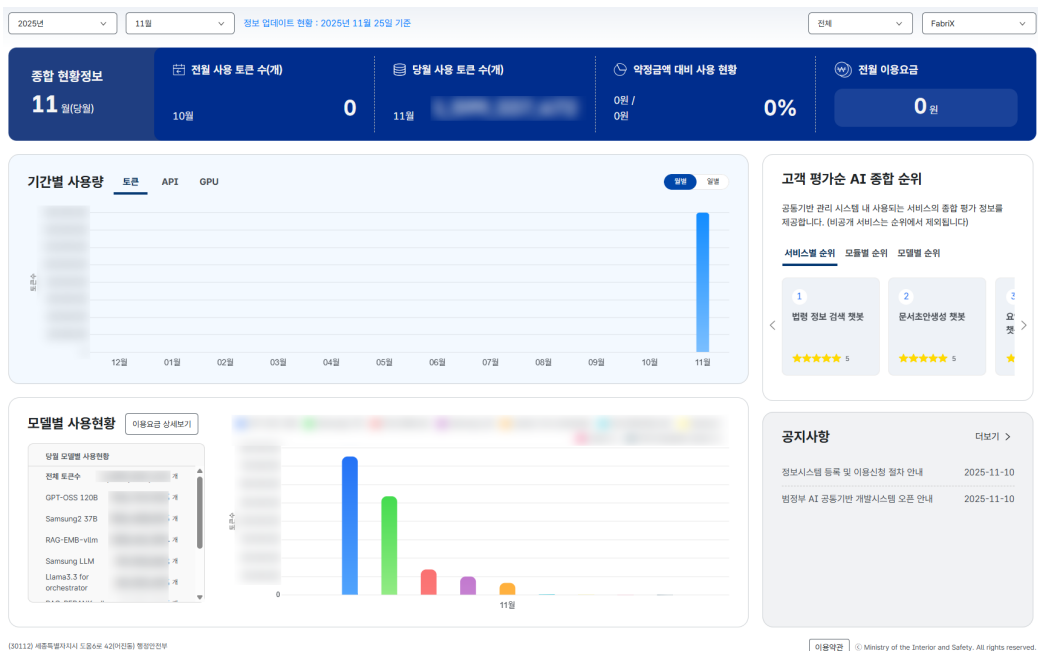 2025년
11월
정보 업데이트 현황 : 2025년 11월 25일 기준
전체
FabriX
종합 현황정보
11 월(당월)
전월 사용 토큰 수(개)
10월
0
당월 사용 토큰 수(개)
11월
약정금액 대비 사용 현황
0원 /
0원
0%
전월 이용요금
0 원
기간별 사용량
토큰
API
GPU
월별
일별
토큰수
12월
01월
02월
03월
04월
05월
06월
07월
08월
09월
10월
11월
고객 평가순 AI 종합 순위
공통기반 관리 시스템 내 사용되는 서비스의 종합 평가 정보를
제공합니다. (비공개 서비스는 순위에서 제외됩니다)
서비스별 순위
모듈별 순위
모델별 순위
1
법령 정보 검색 챗봇
5
2
문서초안생성 챗봇
5
모델별 사용현황
이용요금 상세보기
당월 모델별 사용현황
전체 토큰수 개
GPT-OSS 120B 개
Samsung2 37B 개
RAG-EMB-vllm 개
Samsung LLM 개
Llama3.3 for
orchestrator 개
토큰수
0
11월
공지사항
더보기
정보시스템 등록 및 이용신청 절차 안내 2025-11-10
범정부 AI 공통기반 개발시스템 오픈 안내 2025-11-10
(30112) 세종특별자치시 도움6로 42(어진동) 행정안전부
이용약관
ⓒ Ministry of the Interior and Safety. All rights reserved.